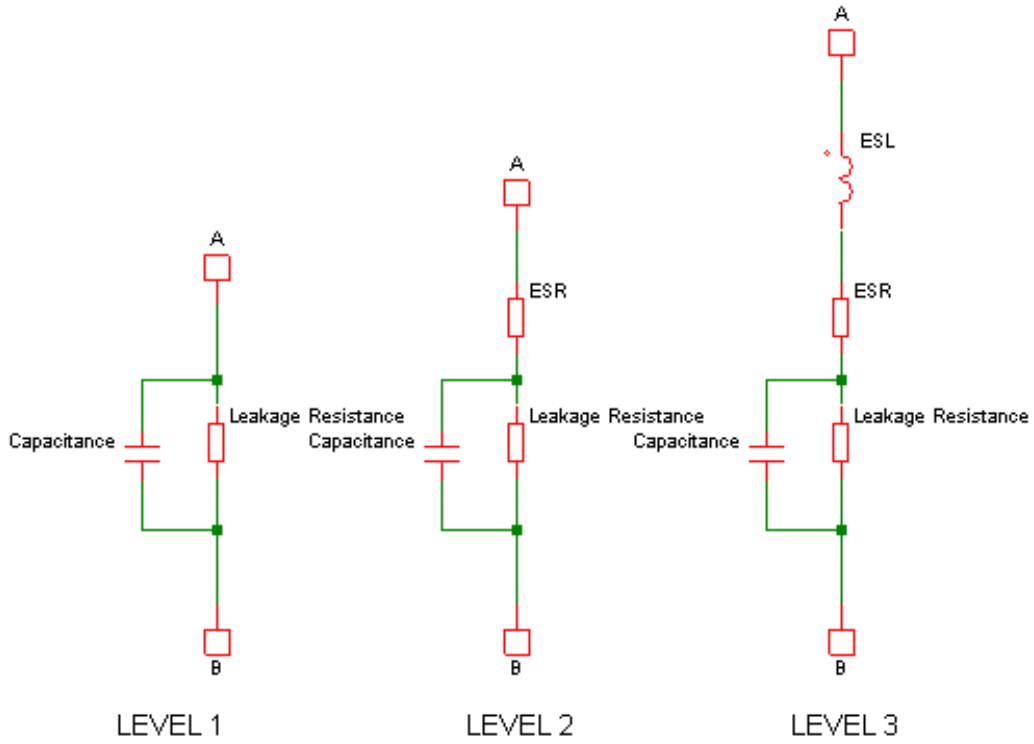 A
ESL
A
A
ESR
ESR
Capacitance
Leakage Resistance
Capacitance
Leakage Resistance
Capacitance
Leakage Resistance
B
B
B
LEVEL 1
LEVEL 2
LEVEL 3